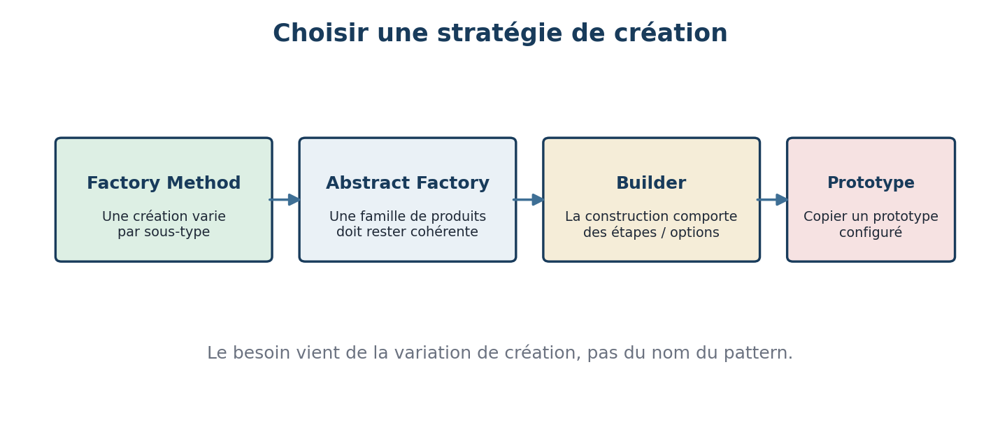 Choisir une stratégie de création
Factory Method
Une création varie
par sous-type
Abstract Factory
Une famille de produits
doit rester cohérente
Builder
La construction comporte
des étapes / options
Prototype
Copier un prototype
configuré
Le besoin vient de la variation de création, pas du nom du pattern.